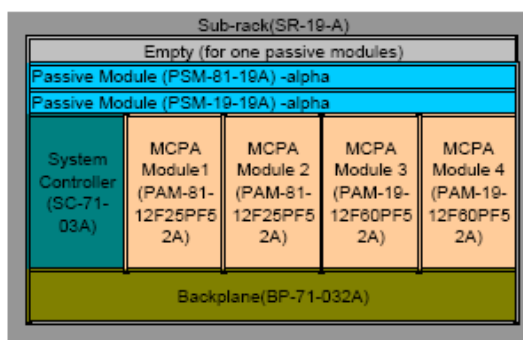 Sub-rack(SR-19-A)
Empty (for one passive modules)
Passive Module (PSM-81-19A) -alpha
Passive Module (PSM-19-19A) -alpha
System
Controller
(SC-71-
03A)
MCPA
Module1
(PAM-81-
12F25PF5
2A)
MCPA
Module 2
(PAM-81-
12F25PF5
2A)
MCPA
Module 3
(PAM-19-
12F60PF5
2A)
MCPA
Module 4
(PAM-19-
12F60PF5
2A)
Backplane(BP-71-032A)